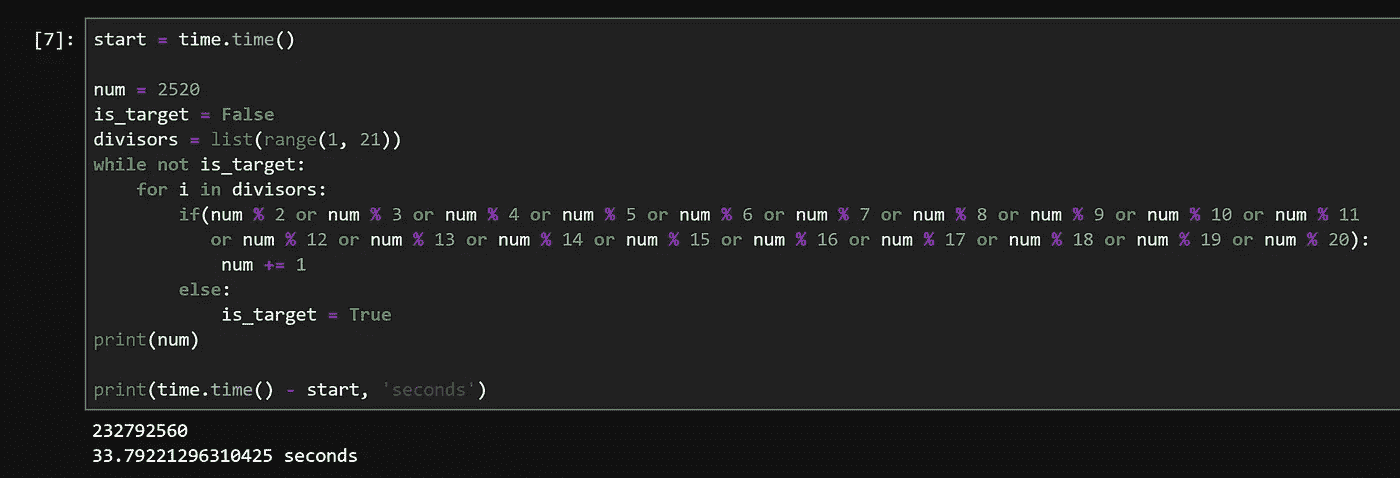 [7]: start = time.time()
num = 2520
is_target = False
divisors = list(range(1, 21))
while not is_target:
for i in divisors:
if(num % 2 or num % 3 or num % 4 or num % 5 or num % 6 or num % 7 or num % 8 or num % 9 or num % 10 or num % 11
or num % 12 or num % 13 or num % 14 or num % 15 or num % 16 or num % 17 or num % 18 or num % 19 or num % 20):
num += 1
else:
is_target = True
print(num)
print(time.time() - start, 'seconds')
232792560
33.79221296310425 seconds